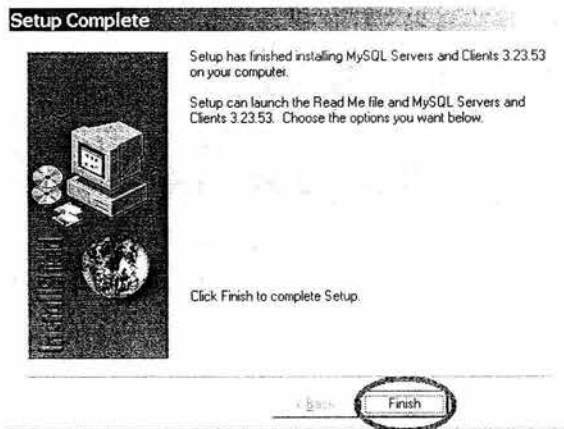 Setup Complete
Setup has finished installing MySQL Servers and Clients 3.23.53
on your computer.
Setup can launch the Read Me file and MySQL Servers and
Clients 3.23.53. Choose the options you want below.
InstallShield
Click Finish to complete Setup.
< Back
Finish